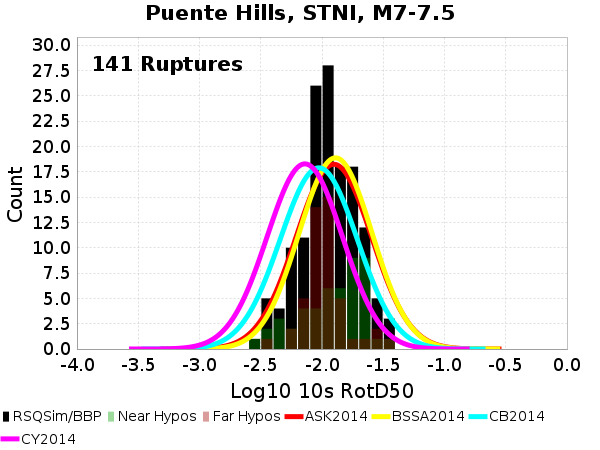 Puente Hills, STNI, M7-7.5
141 Ruptures
Count
30.0
27.5
25.0
22.5
20.0
17.5
15.0
12.5
10.0
7.5
5.0
2.5
0.0
-4.0 -3.5 -3.0 -2.5 -2.0 -1.5 -1.0 -0.5 0.0
Log10 10s RotD50
RSQSim/BBP Near Hypos Far Hypos ASK2014 BSSA2014 CB2014
CY2014